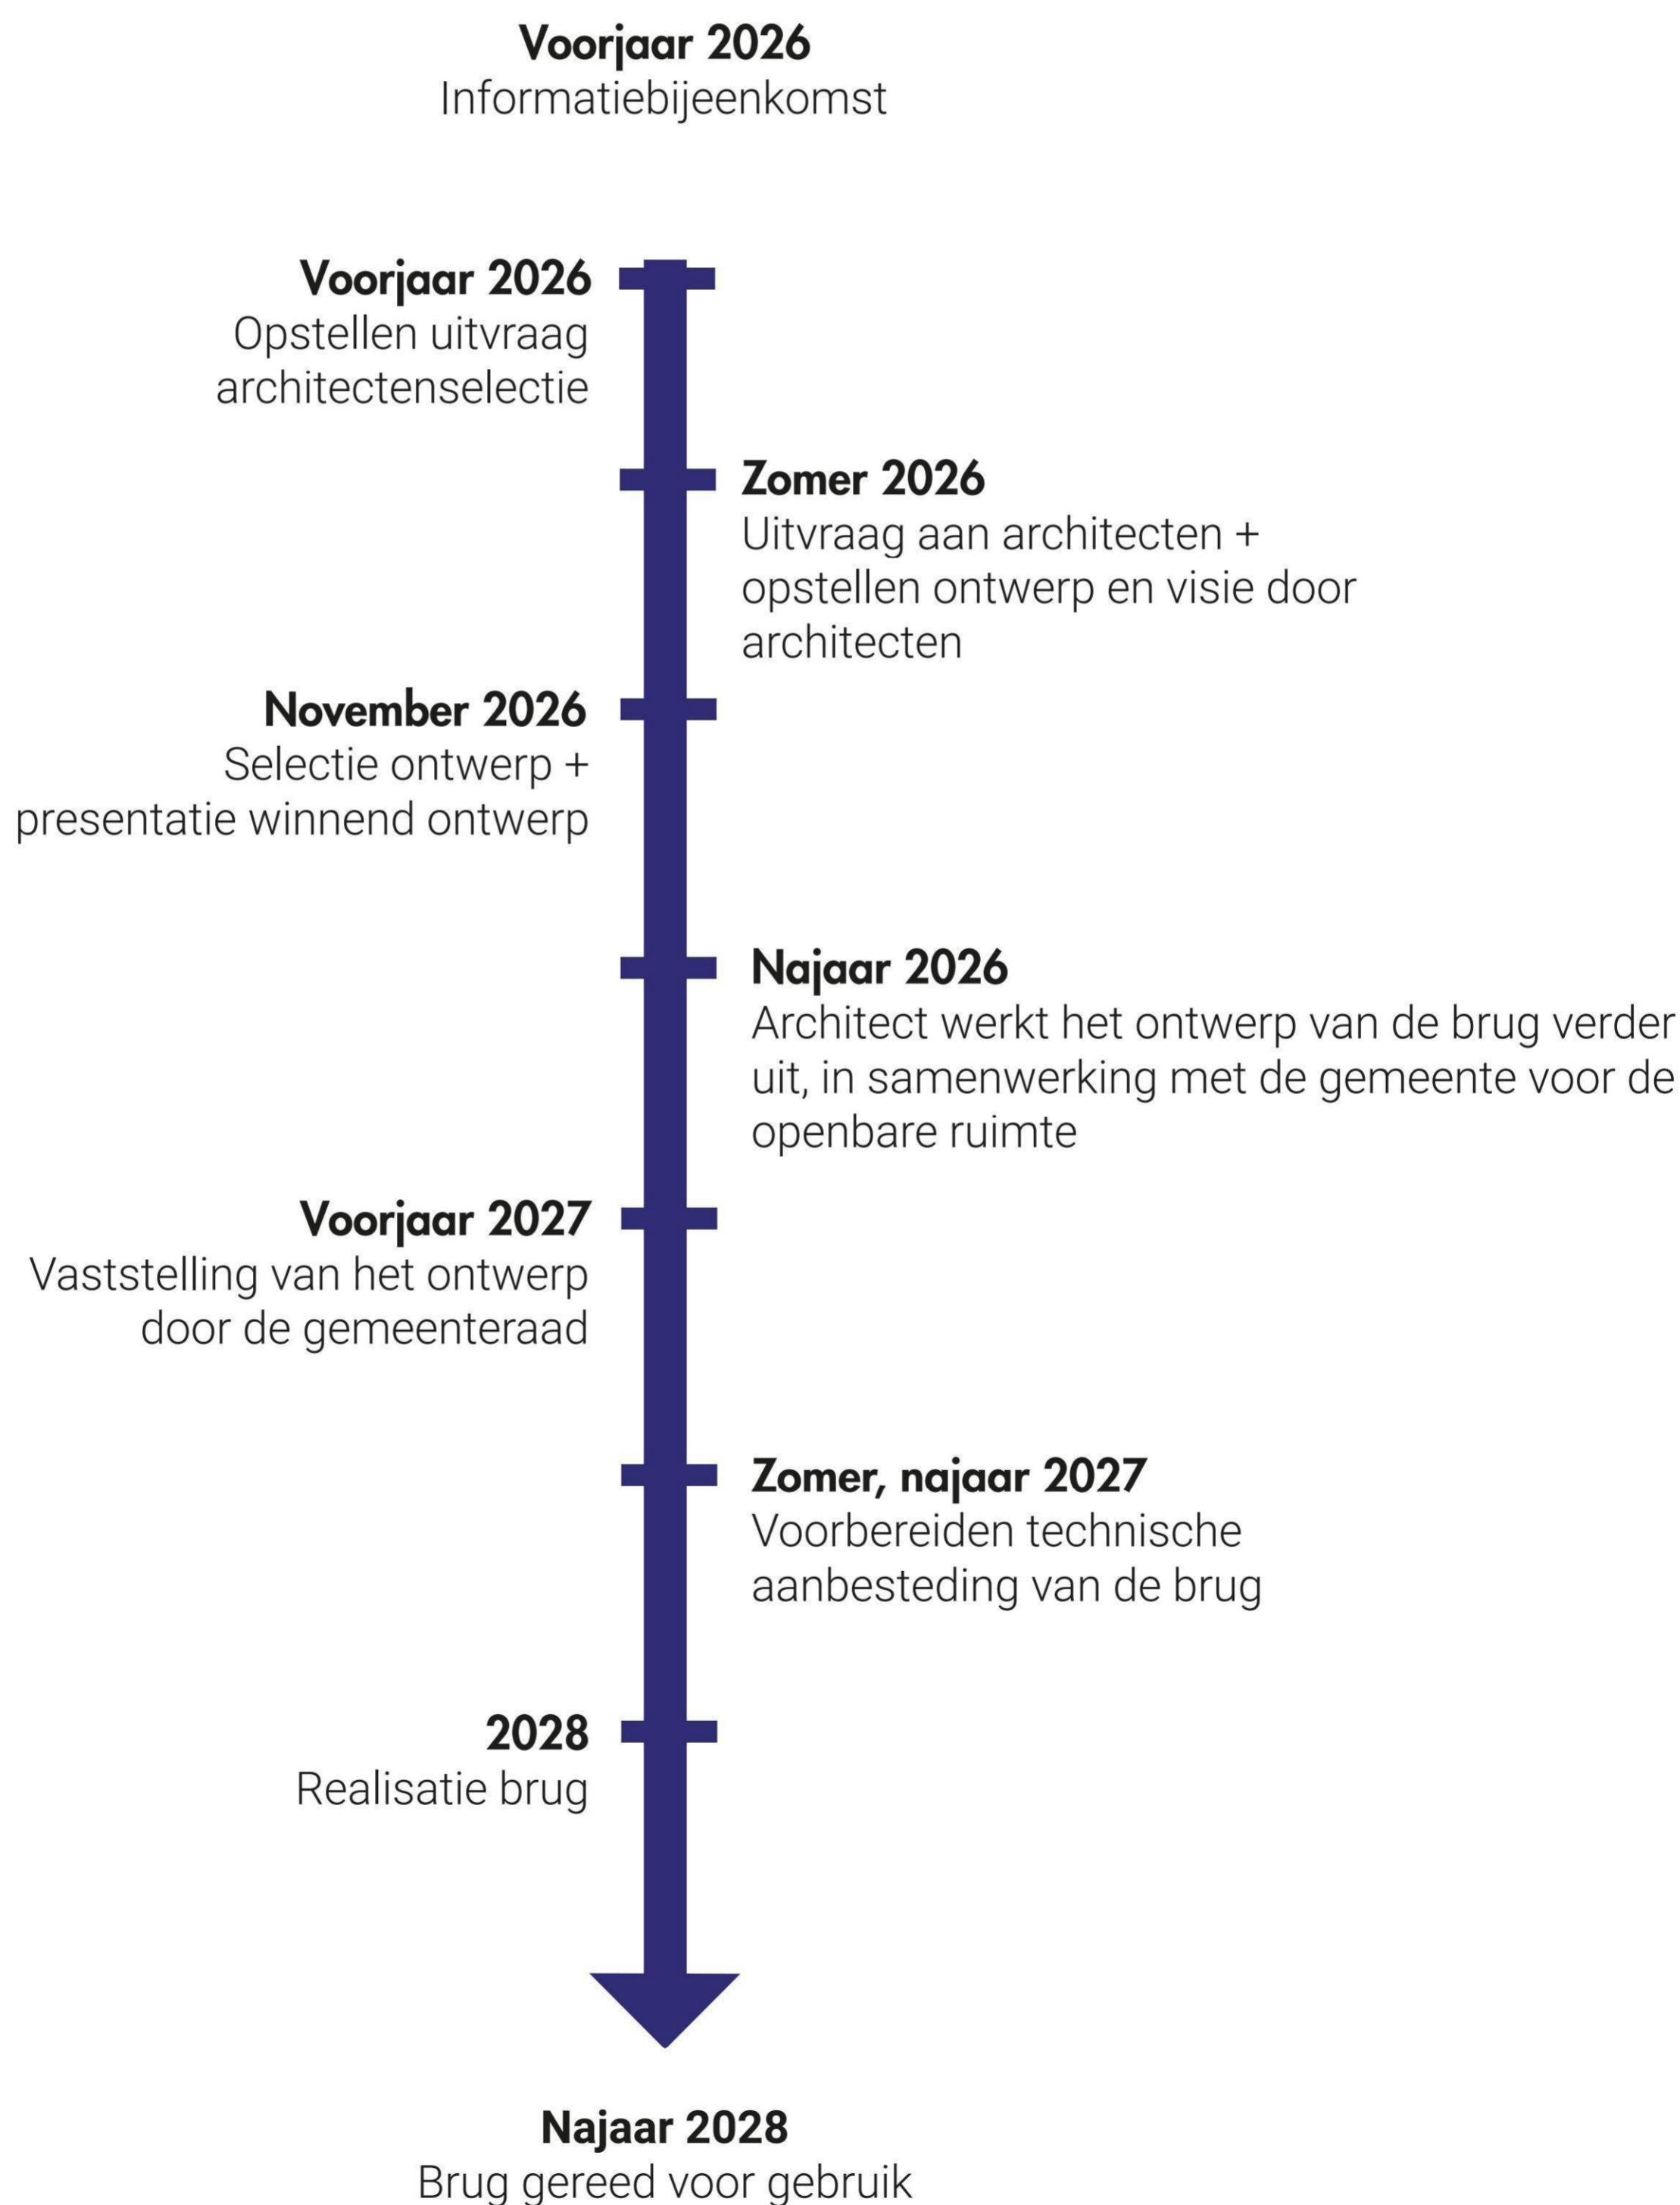 Voorjaar 2026
Informatiebijeenkomst
Voorjaar 2026
Opstellen uitvraag
architectenselectie
Zomer 2026
Uitvraag aan architecten +
opstellen ontwerp en visie door
architecten
November 2026
Selectie ontwerp +
presentatie winnend ontwerp
Najaar 2026
Architect werkt het ontwerp van de brug verder
uit, in samenwerking met de gemeente voor de
openbare ruimte
Voorjaar 2027
Vaststelling van het ontwerp
door de gemeenteraad
Zomer, najaar 2027
Voorbereiden technische
aanbesteding van de brug
2028
Realisatie brug
Najaar 2028
Brug gereed voor gebruik